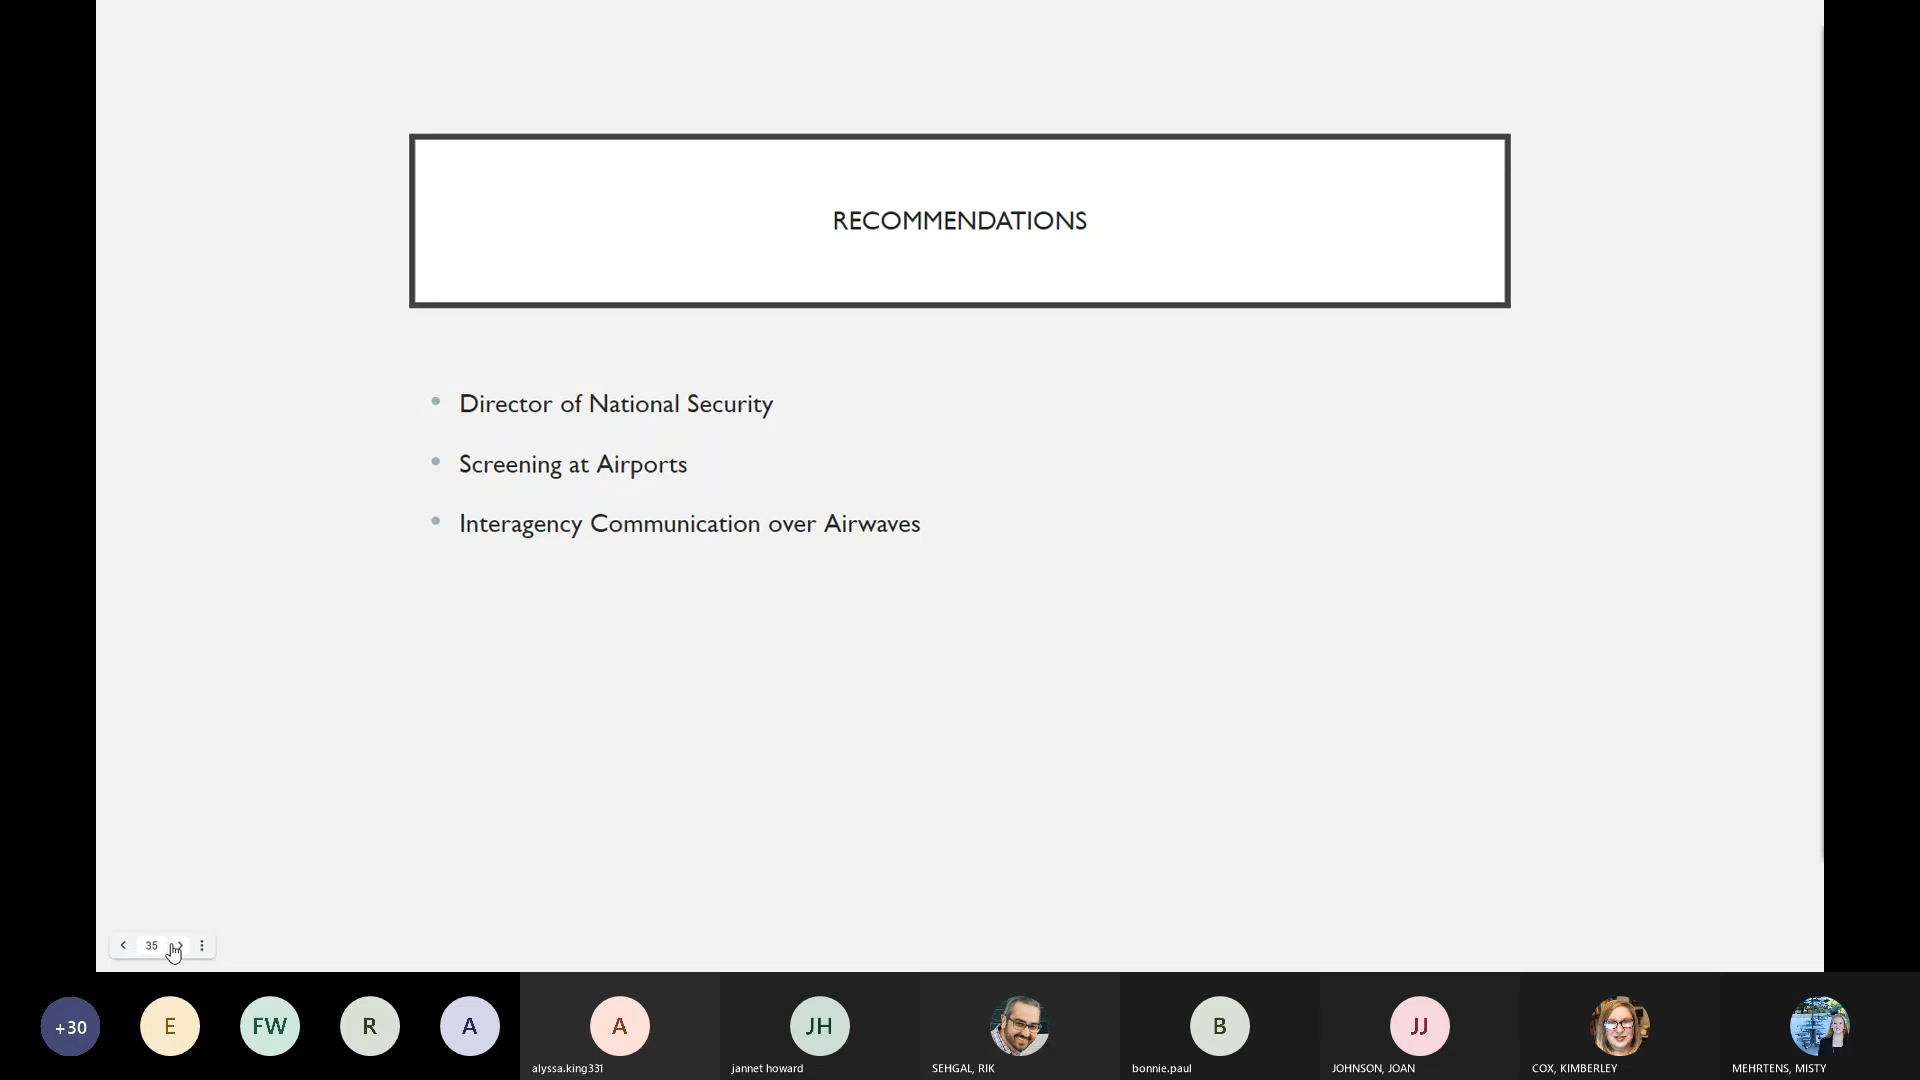 RECOMMENDATIONS
Director of National Security
Screening at Airports
Interagency Communication over Airwaves
35
+30
E
FW
R
A
A
JH
B
JJ
alyssa.king331
jannet howard
SEHGAL, RIK
bonnie.paul
JOHNSON, JOAN
COX, KIMBERLEY
MEHRTENS, MISTY